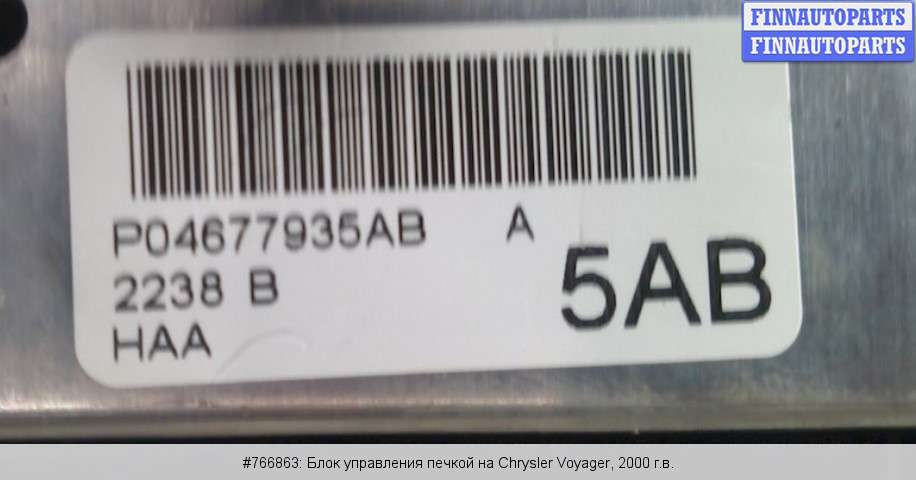 FINNAUTOPARTS
FINNAUTOPARTS
P04677935AB A
2238 B
5AB
HAA
#766863: Блок управления печкой на Chrysler Voyager, 2000 г.в.